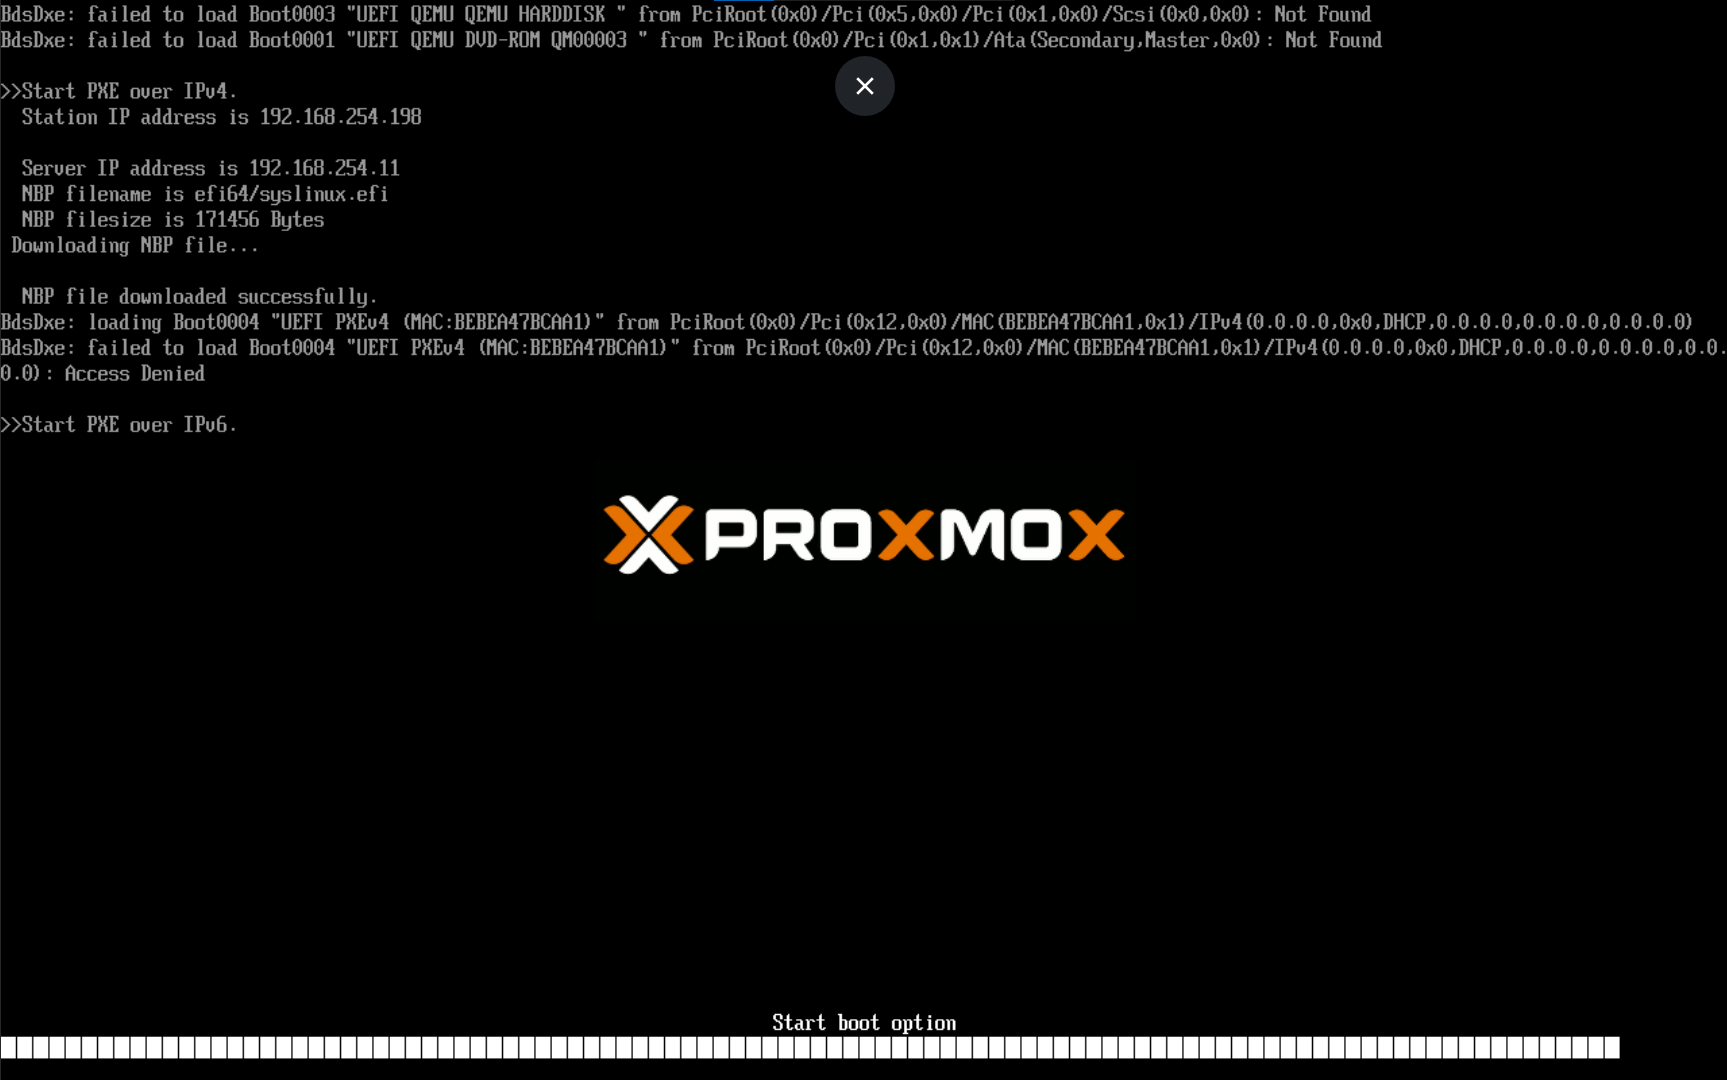 BdsDxe: failed to load Boot0003 "UEFI QEMU QEMU HARDDISK " from PciRoot(0x0)/Pci(0x5,0x0)/Pci(0x1,0x0)/Scsi(0x0,0x0): Not Found
BdsDxe: failed to load Boot0001 "UEFI QEMU DVD-ROM QM00003 " from PciRoot(0x0)/Pci(0x1,0x1)/Ata(Secondary,Master,0x0): Not Found
>>Start PXE over IPv4.
Station IP address is 192.168.254.198
Server IP address is 192.168.254.11
NBP filename is efi64/syslinux.efi
NBP filesize is 171456 Bytes
Downloading NBP file...
NBP file downloaded successfully.
BdsDxe: loading Boot0004 "UEFI PXEv4 (MAC:BEBEA47BCAA1)" from PciRoot(0x0)/Pci(0x12,0x0)/MAC(BEBEA47BCAA1,0x1)/IPv4(0.0.0.0,0x0,DHCP,0.0.0.0,0.0.0.0,0.0.0.0)
BdsDxe: failed to load Boot0004 "UEFI PXEv4 (MAC:BEBEA47BCAA1)" from PciRoot(0x0)/Pci(0x12,0x0)/MAC(BEBEA47BCAA1,0x1)/IPv4(0.0.0.0,0x0,DHCP,0.0.0.0,0.0.0.0,0.0.
0.0): Access Denied
>>Start PXE over IPv6.
PROXMOX
Start boot option